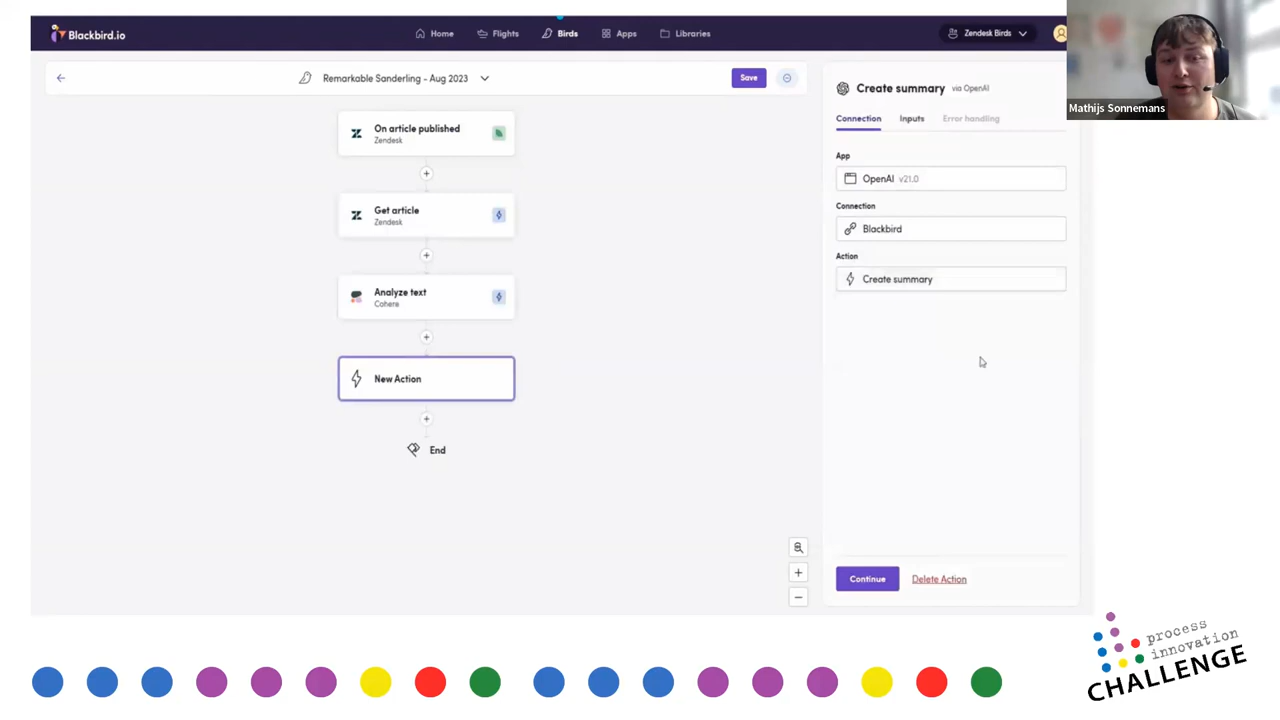 Blackbird.io
Home
Flights
Birds
Apps
Libraries
Zendesk Birds
Remarkable Sanderling - Aug 2023
Save
On article published
Zendesk
Get article
Zendesk
Analyze text
Cohere
New Action
End
Create summary via OpenAI
Connection
Inputs
Error handling
App
OpenAI v21.0
Connection
Blackbird
Action
Create summary
Continue
Delete Action
Mathijs Sonnemans
process
innovation
CHALLENGE